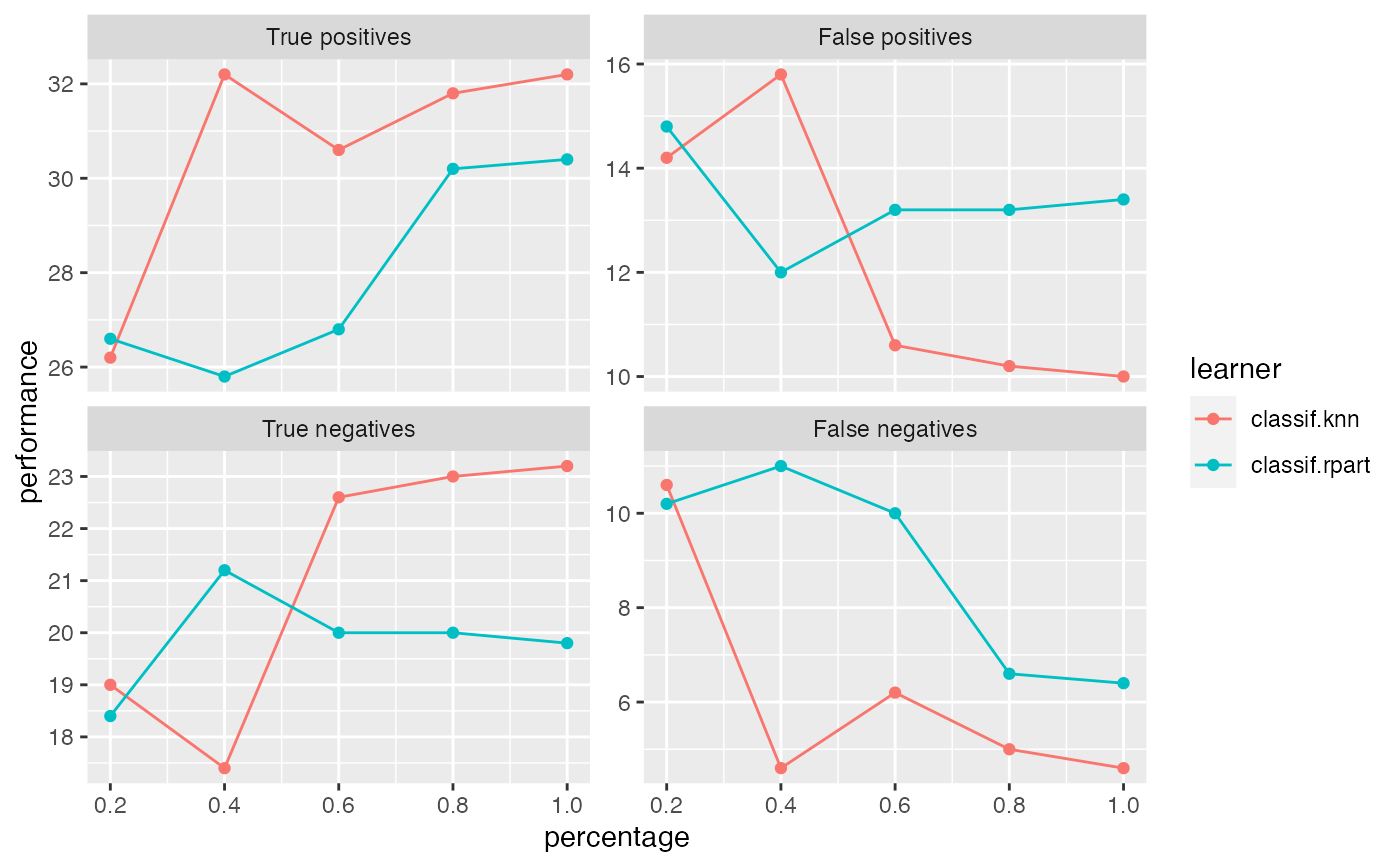 True positives
False positives
32
30
28
26
16
14
12
10
performance
True negatives
False negatives
23
22
21
20
19
18
10
8
6
0.2 0.4 0.6 0.8 1.0
0.2 0.4 0.6 0.8 1.0
percentage
learner
classif.knn
classif.rpart